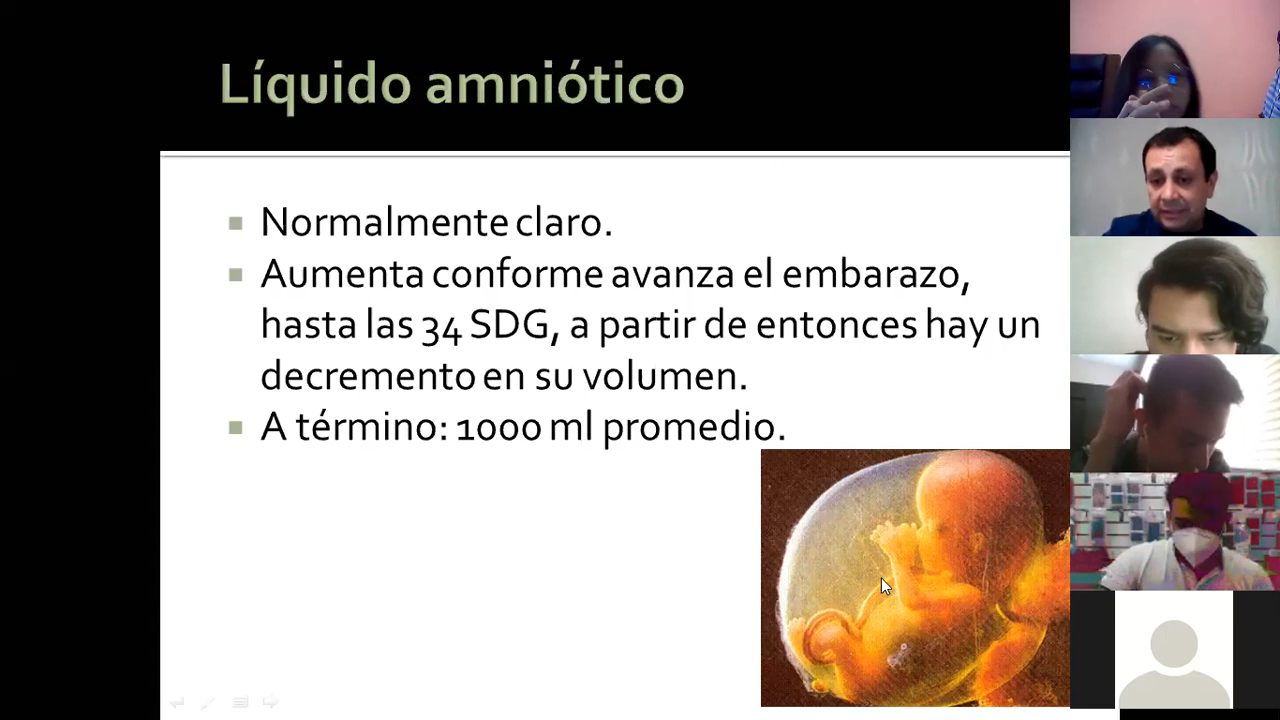 Líquido amniótico
Normalmente claro.
Aumenta conforme avanza el embarazo,
hasta las 34 SDG, a partir de entonces hay un
decremento en su volumen.
A término: 1000 ml promedio.